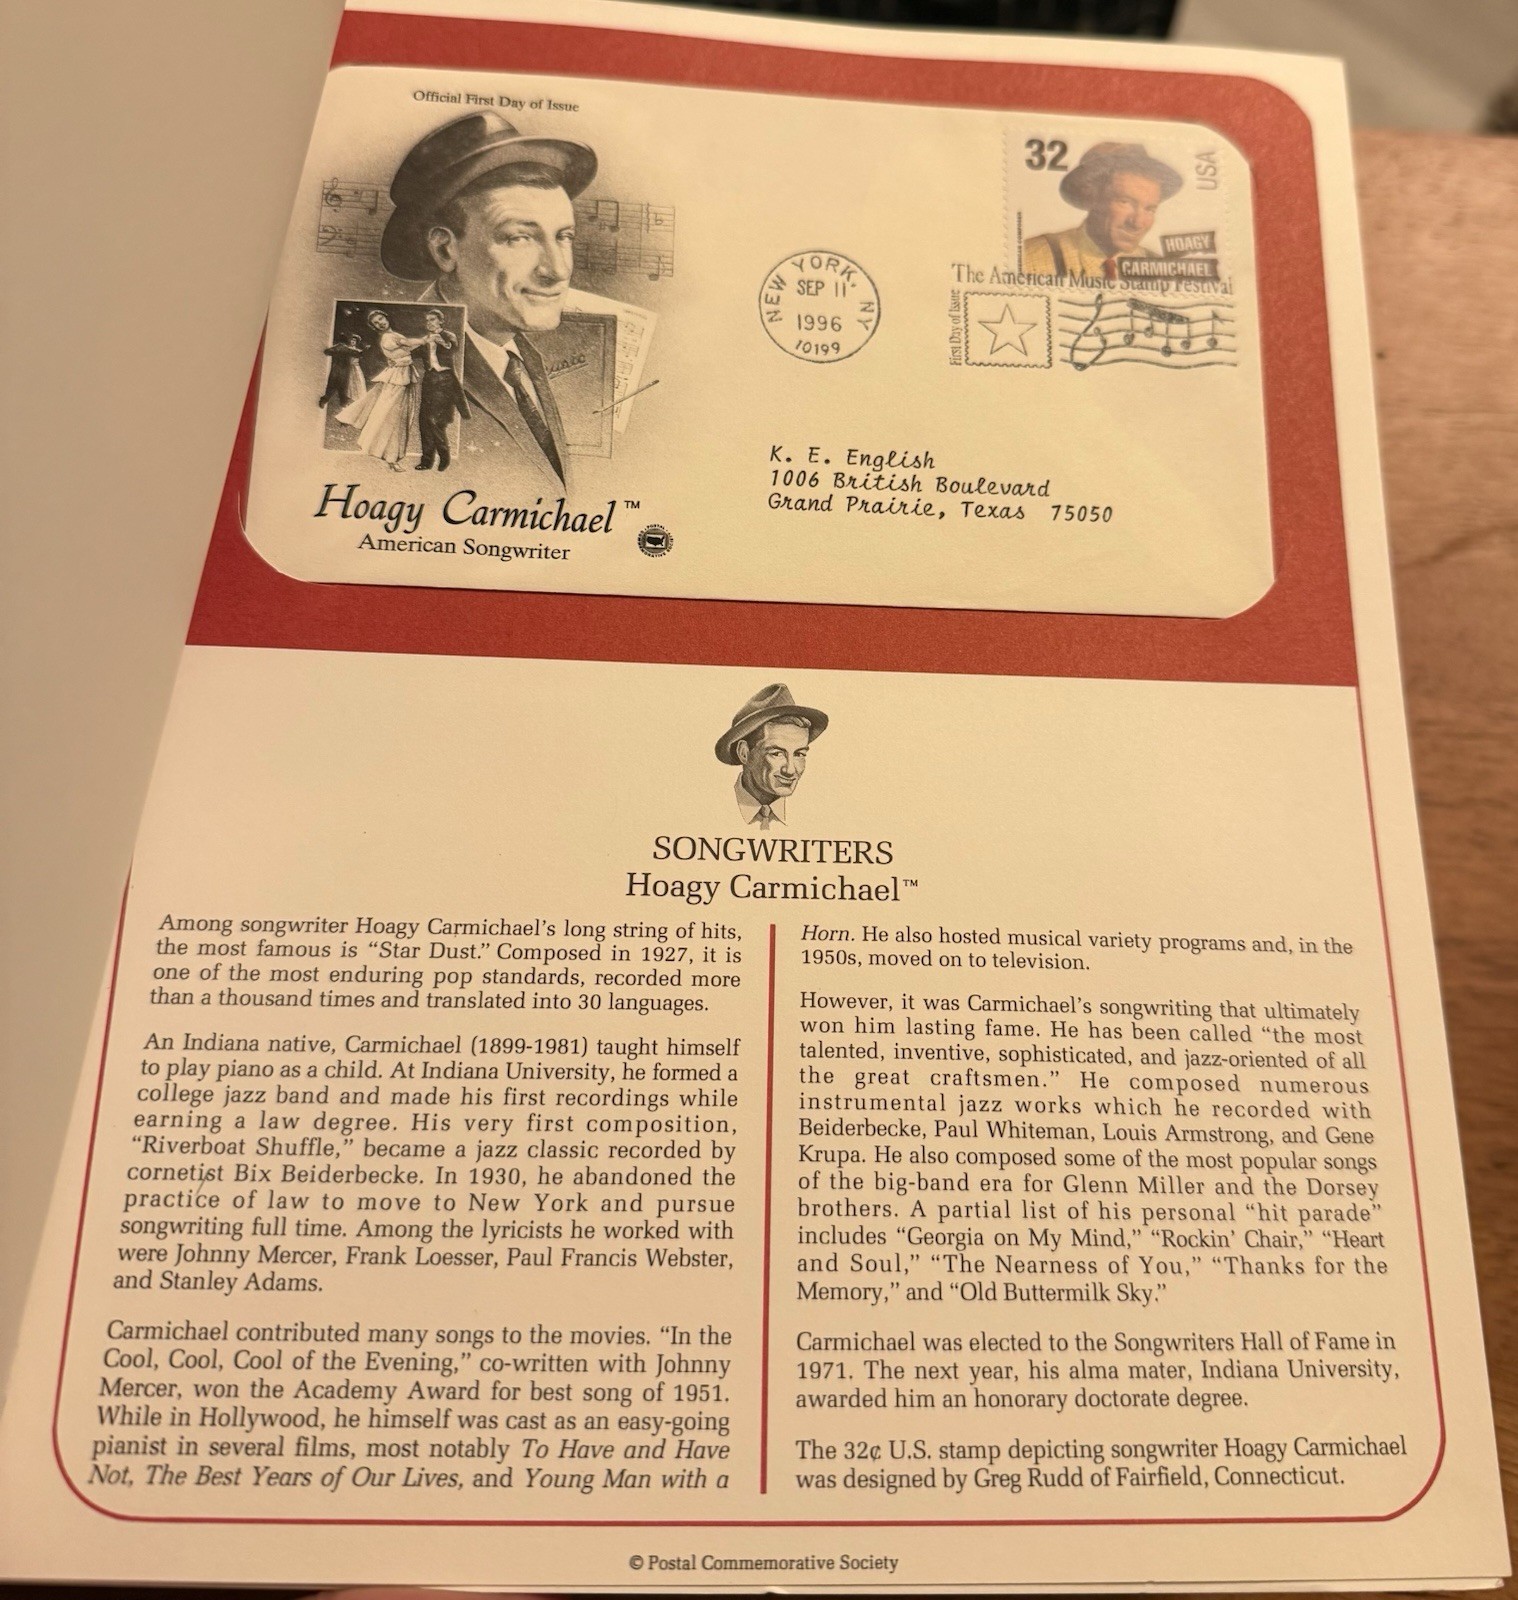 Official First Day of Issue
32
USA
HOAGY
CARMICHAEL
NEW YORK, NY
SEP 11
1996
10199
The American Music Stamp Festival
First Day of Issue
K. E. English
1006 British Boulevard
Grand Prairie, Texas 75050
Hoagy Carmichael™
American Songwriter
SONGWRITERS
Hoagy Carmichael™
Among songwriter Hoagy Carmichael's long string of hits,
the most famous is “Star Dust.” Composed in 1927, it is
one of the most enduring pop standards, recorded more
than a thousand times and translated into 30 languages.
An Indiana native, Carmichael (1899-1981) taught himself
to play piano as a child. At Indiana University, he formed a
college jazz band and made his first recordings while
earning a law degree. His very first composition,
“Riverboat Shuffle,” became a jazz classic recorded by
cornetist Bix Beiderbecke. In 1930, he abandoned the
practice of law to move to New York and pursue
songwriting full time. Among the lyricists he worked with
were Johnny Mercer, Frank Loesser, Paul Francis Webster,
and Stanley Adams.
Carmichael contributed many songs to the movies. “In the
Cool, Cool, Cool of the Evening,” co-written with Johnny
Mercer, won the Academy Award for best song of 1951.
While in Hollywood, he himself was cast as an easy-going
pianist in several films, most notably To Have and Have
Not, The Best Years of Our Lives, and Young Man with a
Horn. He also hosted musical variety programs and, in the
1950s, moved on to television.
However, it was Carmichael's songwriting that ultimately
won him lasting fame. He has been called “the most
talented, inventive, sophisticated, and jazz-oriented of all
the great craftsmen.” He composed numerous
instrumental jazz works which he recorded with
Beiderbecke, Paul Whiteman, Louis Armstrong, and Gene
Krupa. He also composed some of the most popular songs
of the big-band era for Glenn Miller and the Dorsey
brothers. A partial list of his personal “hit parade”
includes “Georgia on My Mind,” “Rockin' Chair,” “Heart
and Soul,” “The Nearness of You,” “Thanks for the
Memory,” and “Old Buttermilk Sky.”
Carmichael was elected to the Songwriters Hall of Fame in
1971. The next year, his alma mater, Indiana University,
awarded him an honorary doctorate degree.
The 32¢ U.S. stamp depicting songwriter Hoagy Carmichael
was designed by Greg Rudd of Fairfield, Connecticut.
© Postal Commemorative Society